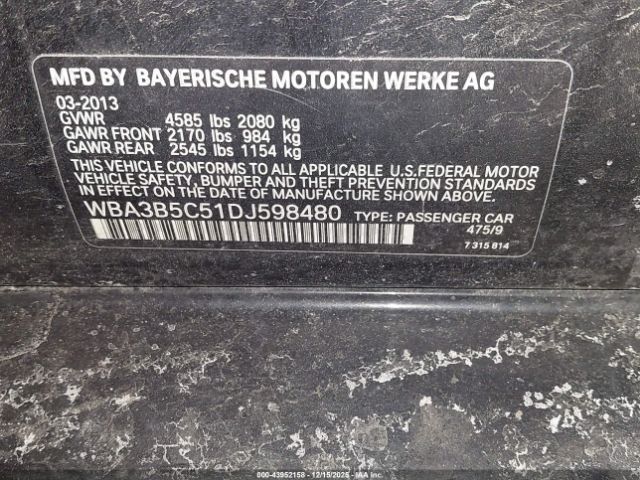 MFD BY BAYERISCHE MOTOREN WERKE AG
03-2013
GVWR 4585 lbs 2080 kg
GAWR FRONT 2170 lbs 984 kg
GAWR REAR 2545 lbs 1154 kg
THIS VEHICLE CONFORMS TO ALL APPLICABLE U.S.FEDERAL MOTOR
VEHICLE SAFETY, BUMPER AND THEFT PREVENTION STANDARDS
IN EFFECT ON THE DATE OF MANUFACTURE SHOWN ABOVE.
WBA3B5C51DJ598480 TYPE: PASSENGER CAR
475/9
7 315 814
000-43952158 - 12/15/2025 - IAAI.com